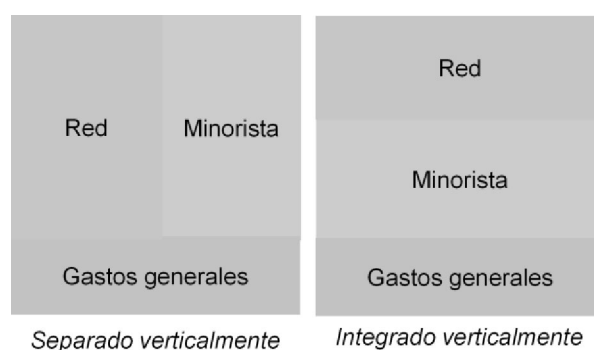 Red
Minorista
Gastos generales
Separado verticalmente
Red
Minorista
Gastos generales
Integrado verticalmente